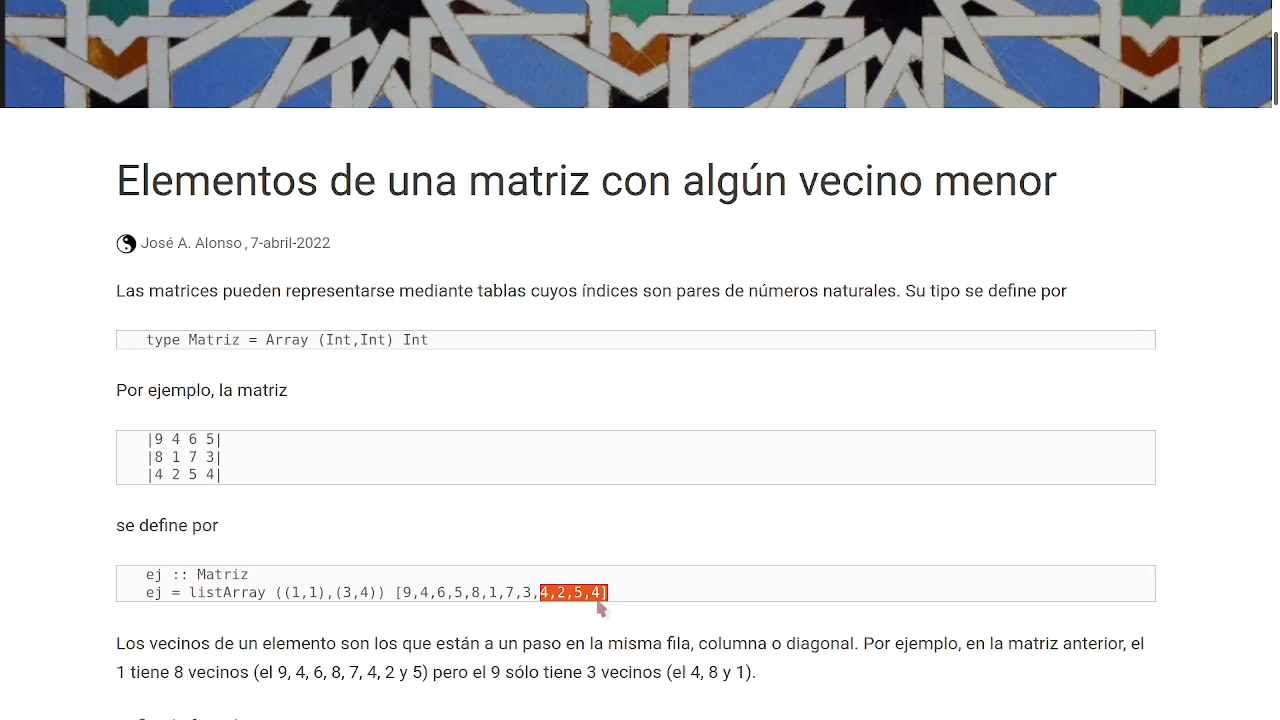 Elementos de una matriz con algún vecino menor
José A. Alonso, 7-abril-2022
Las matrices pueden representarse mediante tablas cuyos índices son pares de números naturales. Su tipo se define por
type Matriz = Array (Int,Int) Int
Por ejemplo, la matriz
|9 4 6 5|
|8 1 7 3|
|4 2 5 4|
se define por
ej :: Matriz
ej = listArray ((1,1),(3,4)) [9,4,6,5,8,1,7,3,4,2,5,4]
Los vecinos de un elemento son los que están a un paso en la misma fila, columna o diagonal. Por ejemplo, en la matriz anterior, el
1 tiene 8 vecinos (el 9, 4, 6, 8, 7, 4, 2 y 5) pero el 9 sólo tiene 3 vecinos (el 4, 8 y 1).